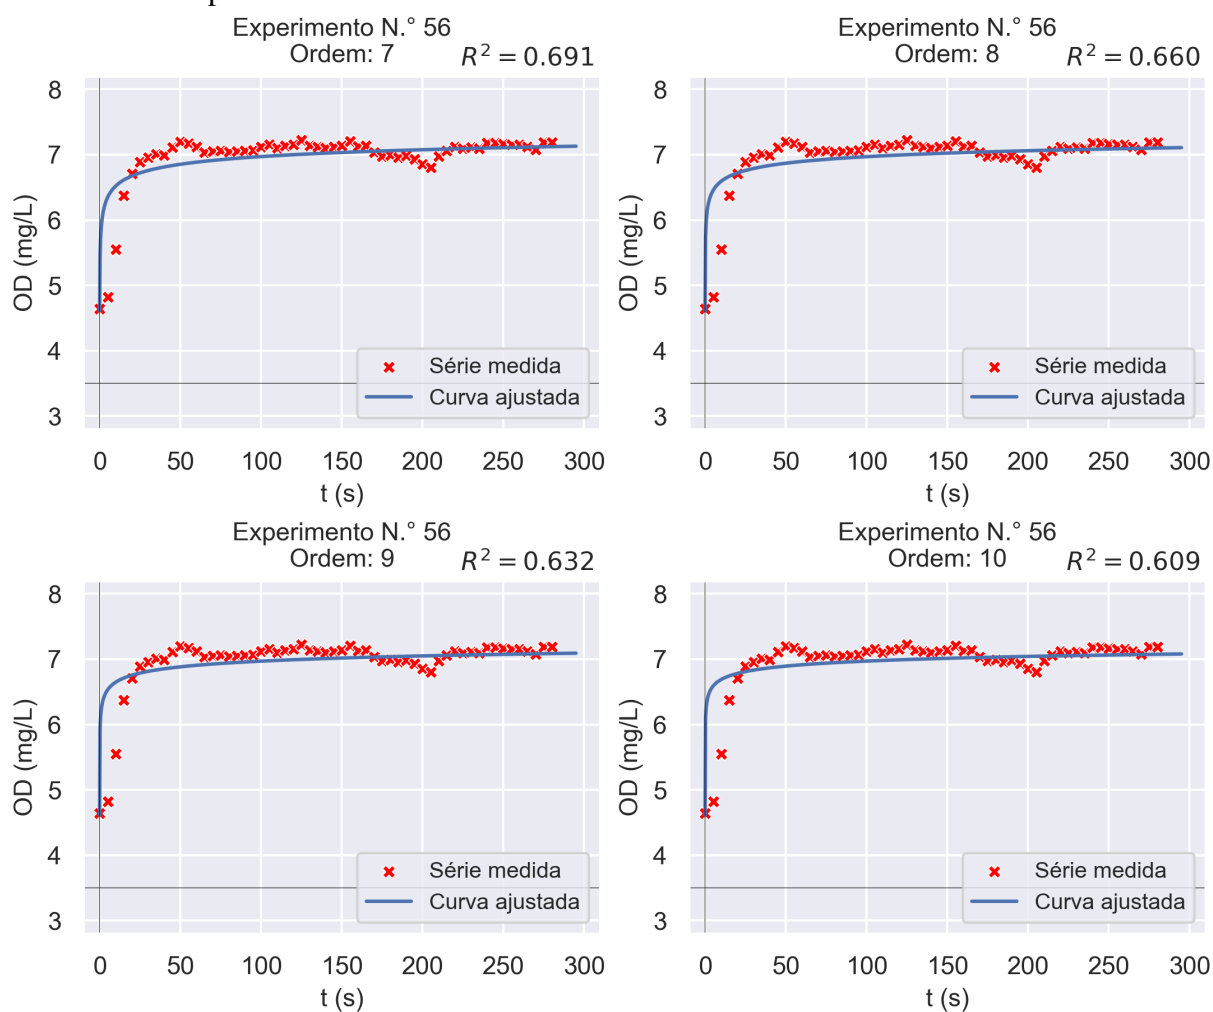 Experimento N.° 56
Ordem: 7
R² = 0.691
OD (mg/L)
8
7
6
5
4
3
Série medida
Curva ajustada
0 50 100 150 200 250 300
t (s)
Experimento N.° 56
Ordem: 8
R² = 0.660
OD (mg/L)
8
7
6
5
4
3
Série medida
Curva ajustada
0 50 100 150 200 250 300
t (s)
Experimento N.° 56
Ordem: 9
R² = 0.632
OD (mg/L)
8
7
6
5
4
3
Série medida
Curva ajustada
0 50 100 150 200 250 300
t (s)
Experimento N.° 56
Ordem: 10
R² = 0.609
OD (mg/L)
8
7
6
5
4
3
Série medida
Curva ajustada
0 50 100 150 200 250 300
t (s)